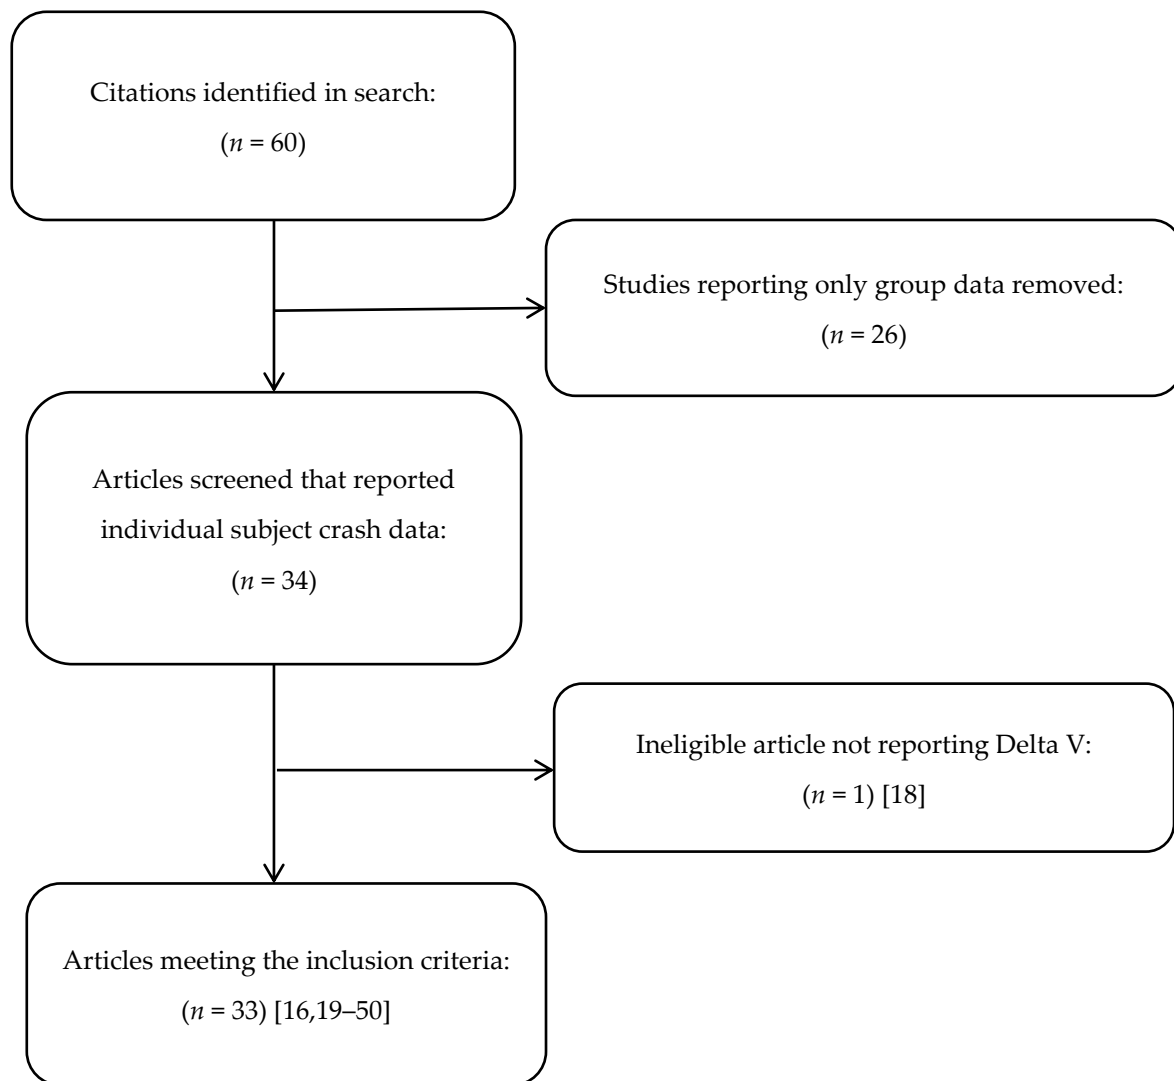 Citations identified in search:
(n = 60)
Studies reporting only group data removed:
(n = 26)
Articles screened that reported
individual subject crash data:
(n = 34)
Ineligible article not reporting Delta V:
(n = 1) [18]
Articles meeting the inclusion criteria:
(n = 33) [16,19–50]